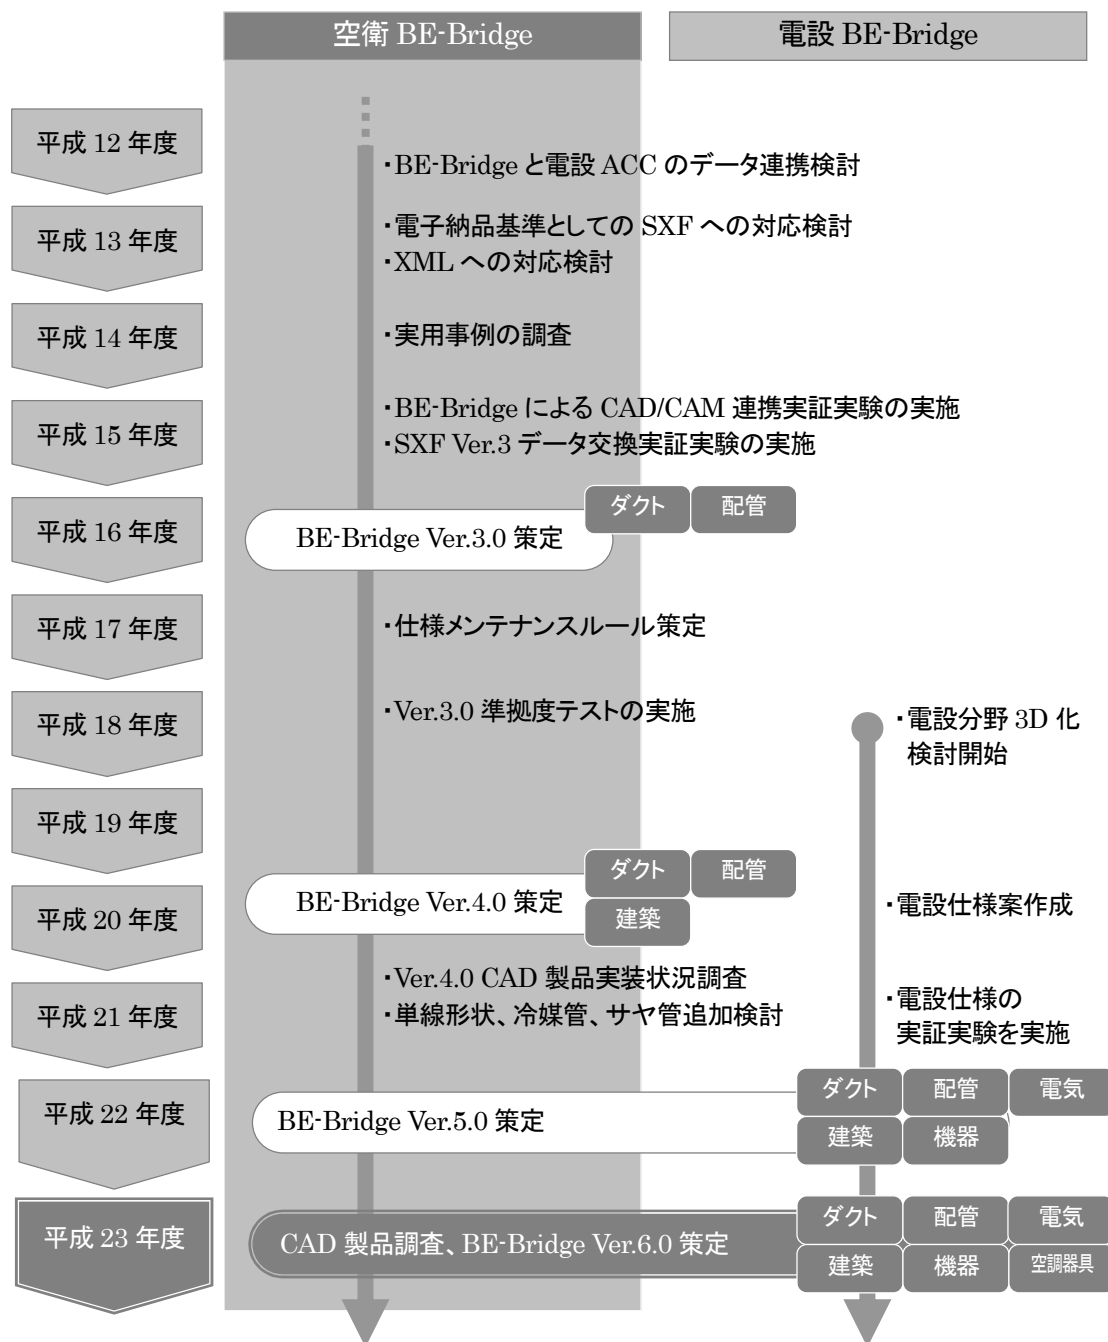 空衛 BE-Bridge
電設 BE-Bridge
平成 12 年度
・BE-Bridge と電設 ACC のデータ連携検討
平成 13 年度
・電子納品基準としての SXF への対応検討
・XML への対応検討
平成 14 年度
・実用事例の調査
平成 15 年度
・BE-Bridge による CAD/CAM 連携実証実験の実施
・SXF Ver.3 データ交換実証実験の実施
平成 16 年度
BE-Bridge Ver.3.0 策定
ダクト
配管
平成 17 年度
・仕様メンテナンスルール策定
平成 18 年度
・Ver.3.0 準拠度テストの実施
・電設分野 3D 化
検討開始
平成 19 年度
平成 20 年度
BE-Bridge Ver.4.0 策定
ダクト
配管
建築
・電設仕様案作成
平成 21 年度
・Ver.4.0 CAD 製品実装状況調査
・単線形状、冷媒管、サヤ管追加検討
・電設仕様の
実証実験を実施
平成 22 年度
BE-Bridge Ver.5.0 策定
ダクト
配管
電気
建築
機器
平成 23 年度
CAD 製品調査、BE-Bridge Ver.6.0 策定
ダクト
配管
電気
建築
機器
空調器具